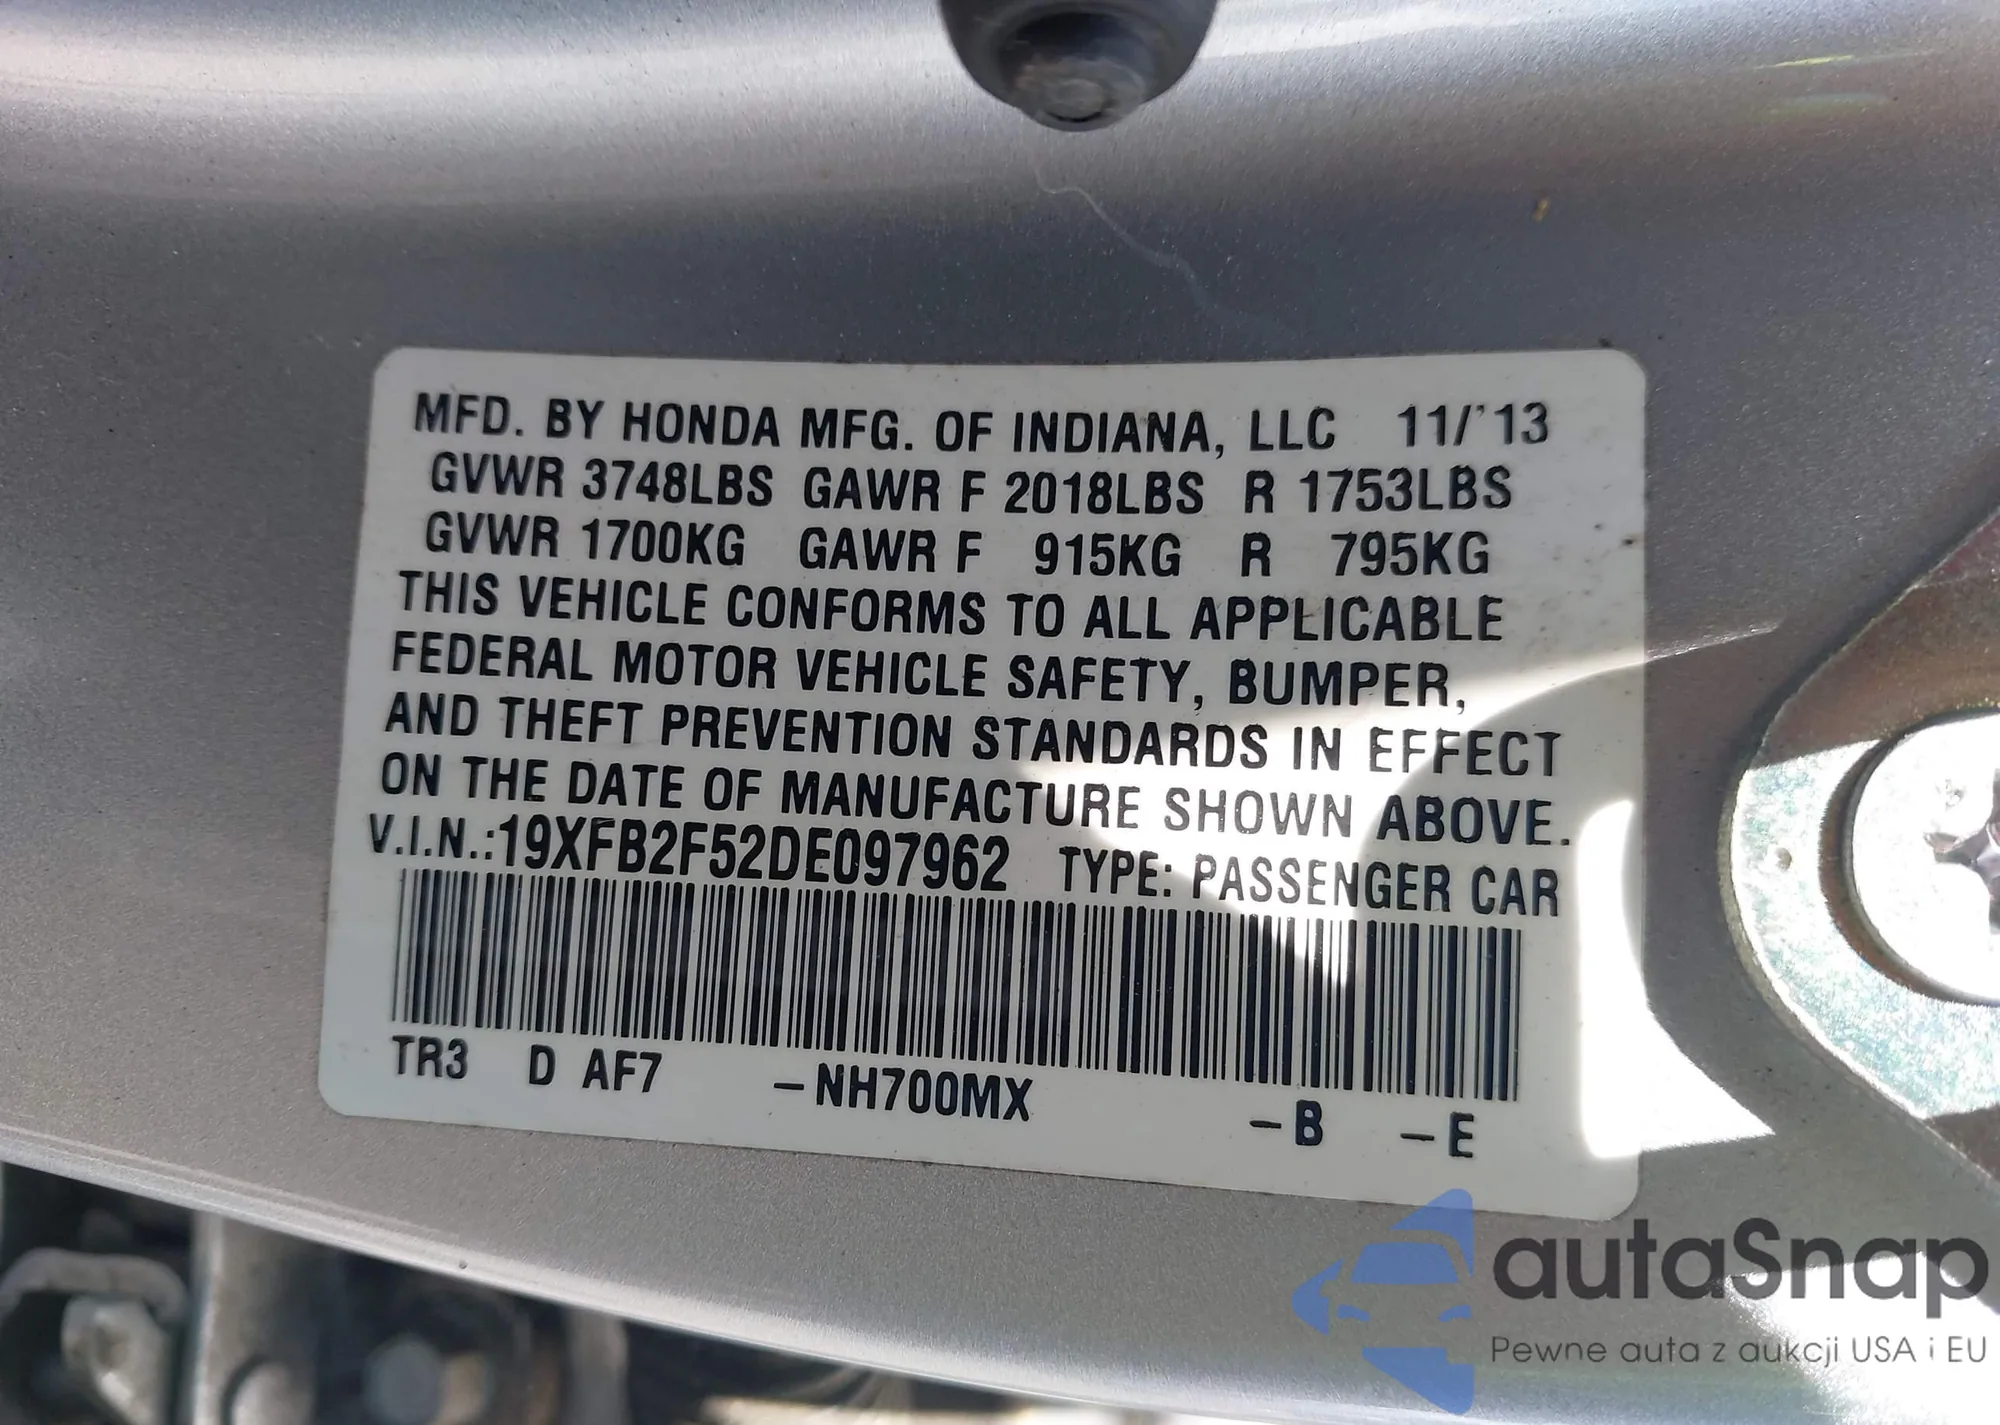 MFD. BY HONDA MFG. OF INDIANA, LLC 11/'13
GVWR 3748LBS GAWR F 2018LBS R 1753LBS
GVWR 1700KG GAWR F 915KG R 795KG
THIS VEHICLE CONFORMS TO ALL APPLICABLE
FEDERAL MOTOR VEHICLE SAFETY, BUMPER,
AND THEFT PREVENTION STANDARDS IN EFFECT
ON THE DATE OF MANUFACTURE SHOWN ABOVE.
V.I.N.:19XFB2F52DE097962 TYPE: PASSENGER CAR
TR3 D AF7 -NH700MX -B -E
autaSnap
Pewne auta z aukcji USA i EU